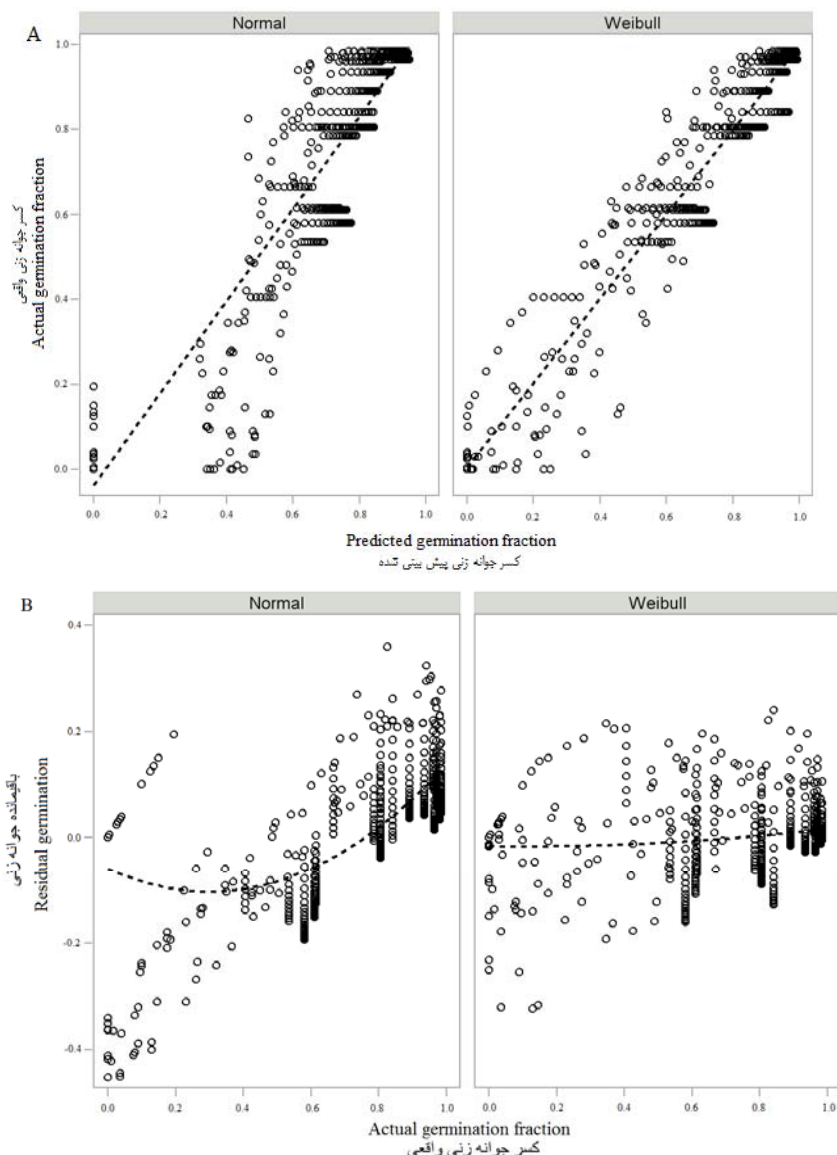 A
Normal
Weibull
1.0
0.8
0.6
0.4
0.2
0.0
کسر جوانه زنی واقعی
Actual germination fraction
0.0 0.2 0.4 0.6 0.8 1.0
0.0 0.2 0.4 0.6 0.8 1.0
Predicted germination fraction
کسر جوانه زنی پیش بینی شده
B
Normal
Weibull
0.4
0.2
0.0
-0.2
-0.4
باقیمانده جوانه زنی
Residual germination
0.0 0.2 0.4 0.6 0.8 1.0
0.0 0.2 0.4 0.6 0.8 1.0
Actual germination fraction
کسر جوانه زنی واقعی